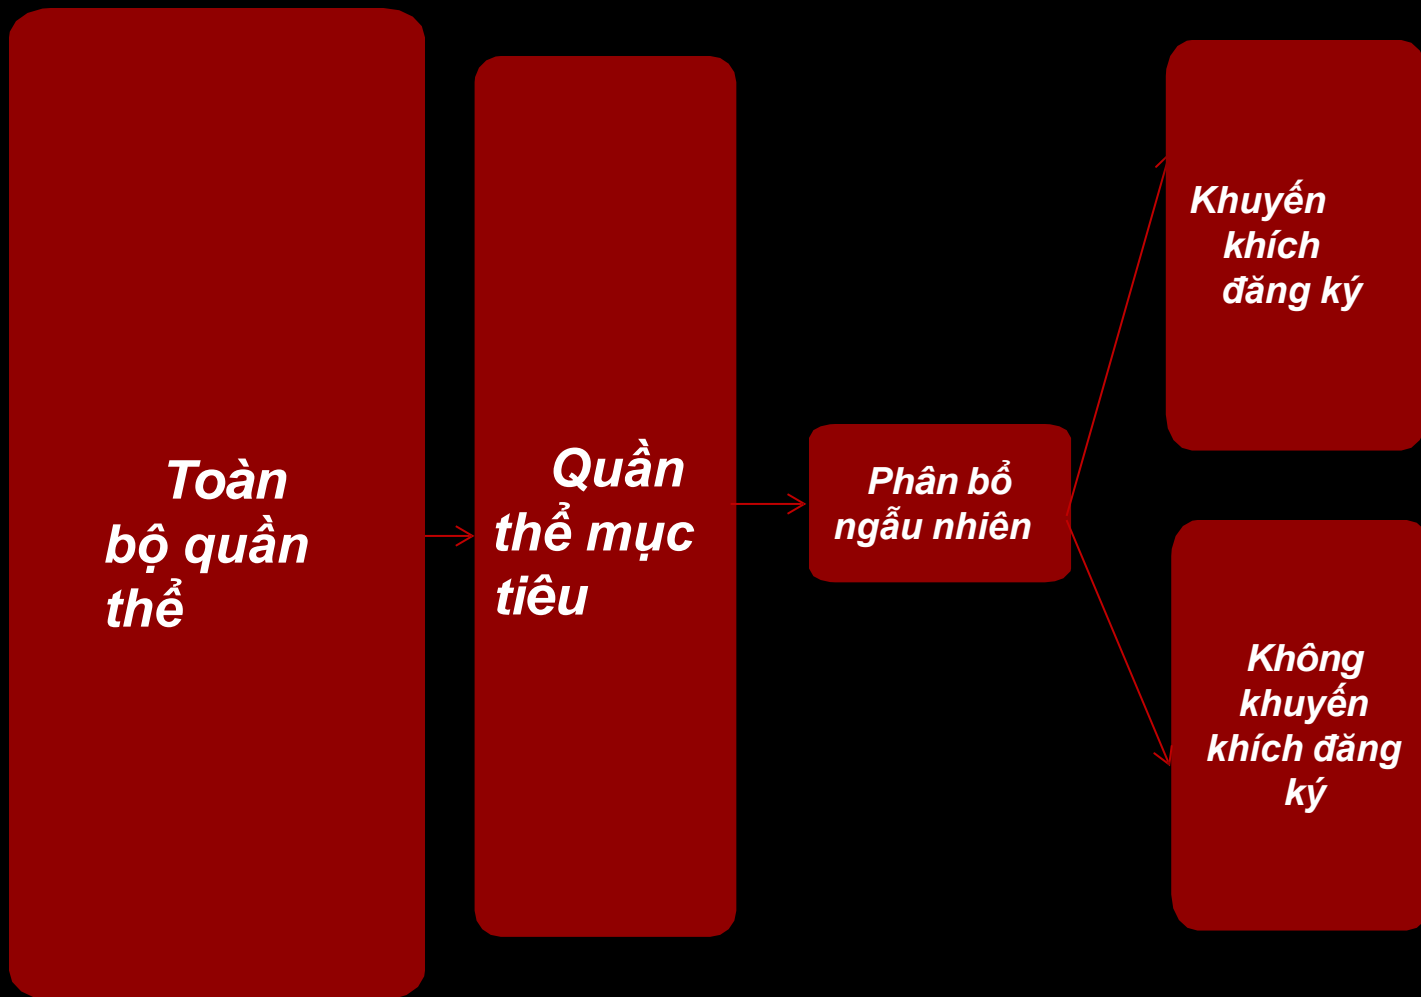 Toàn
bộ quần
thể
Quần
thể mục
tiêu
Phân bổ
ngẫu nhiên
Khuyến
khích
đăng ký
Không
khuyến
khích đăng
ký